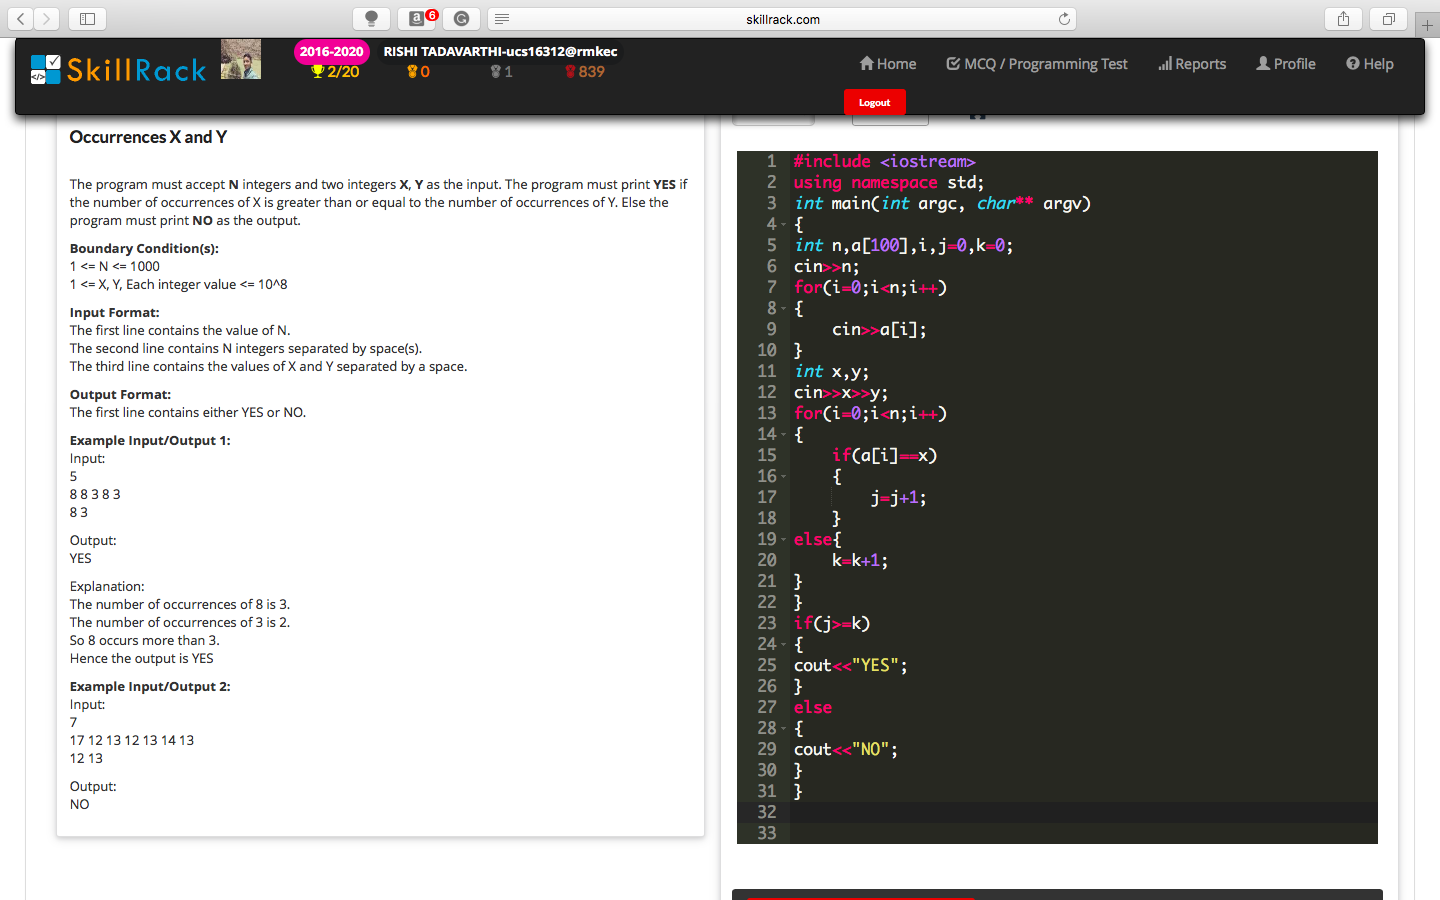 skillrack.com
6
SkillRack
2016-2020 RISHI TADAVARTHI-ucs16312@rmkec
2/20 0 1 839
Home MCQ / Programming Test Reports Profile Help
Logout
Occurrences X and Y
The program must accept N integers and two integers X, Y as the input. The program must print YES if
the number of occurrences of X is greater than or equal to the number of occurrences of Y. Else the
program must print NO as the output.
Boundary Condition(s):
1 <= N <= 1000
1 <= X, Y, Each integer value <= 10^8
Input Format:
The first line contains the value of N.
The second line contains N integers separated by space(s).
The third line contains the values of X and Y separated by a space.
Output Format:
The first line contains either YES or NO.
Example Input/Output 1:
Input:
5
8 8 3 8 3
8 3
Output:
YES
Explanation:
The number of occurrences of 8 is 3.
The number of occurrences of 3 is 2.
So 8 occurs more than 3.
Hence the output is YES
Example Input/Output 2:
Input:
7
17 12 13 12 13 14 13
12 13
Output:
NO
1 #include <iostream>
2 using namespace std;
3 int main(int argc, char** argv)
4 {
5 int n,a[100],i,j=0,k=0;
6 cin>>n;
7 for(i=0;i<n;i++)
8 {
9     cin>>a[i];
10 }
11 int x,y;
12 cin>>x>>y;
13 for(i=0;i<n;i++)
14 {
15     if(a[i]==x)
16     {
17         j=j+1;
18     }
19 else{
20     k=k+1;
21 }
22 }
23 if(j>=k)
24 {
25 cout<<"YES";
26 }
27 else
28 {
29 cout<<"NO";
30 }
31 }
32
33